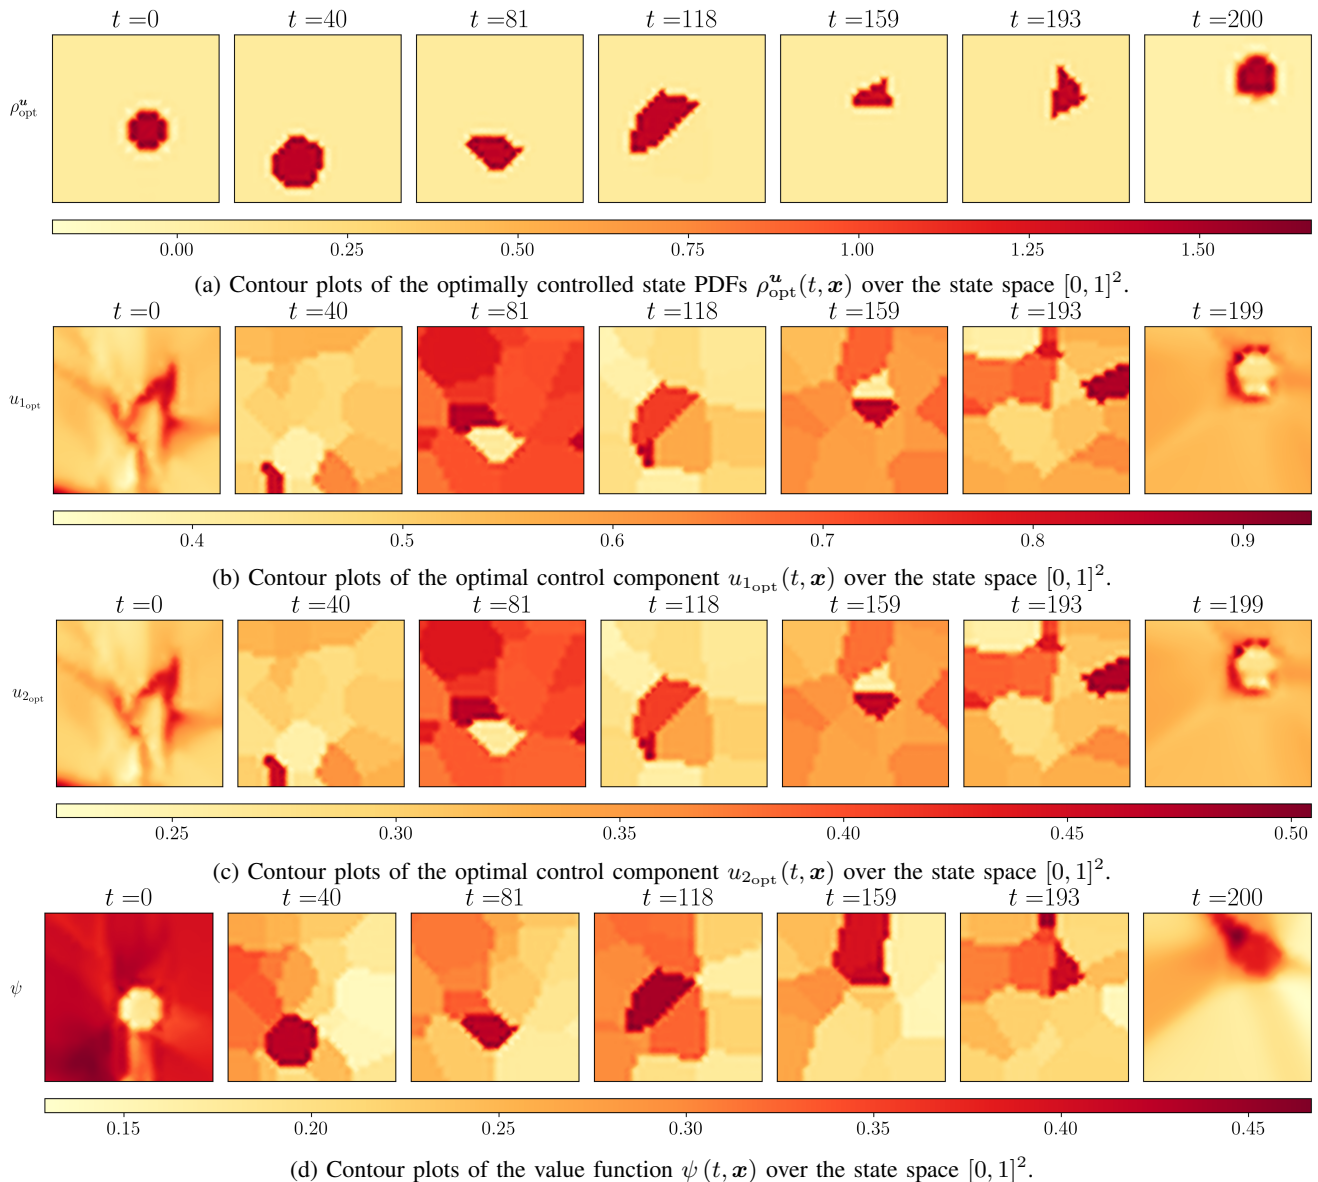 t =0 t =40 t =81 t =118 t =159 t =193 t =200
ρ^u_opt
0.00 0.25 0.50 0.75 1.00 1.25 1.50
(a) Contour plots of the optimally controlled state PDFs ρ^u_opt(t, x) over the state space [0, 1]².
t =0 t =40 t =81 t =118 t =159 t =193 t =199
u_1opt
0.4 0.5 0.6 0.7 0.8 0.9
(b) Contour plots of the optimal control component u_1opt(t, x) over the state space [0, 1]².
t =0 t =40 t =81 t =118 t =159 t =193 t =199
u_2opt
0.25 0.30 0.35 0.40 0.45 0.50
(c) Contour plots of the optimal control component u_2opt(t, x) over the state space [0, 1]².
t =0 t =40 t =81 t =118 t =159 t =193 t =200
ψ
0.15 0.20 0.25 0.30 0.35 0.40 0.45
(d) Contour plots of the value function ψ (t, x) over the state space [0, 1]².